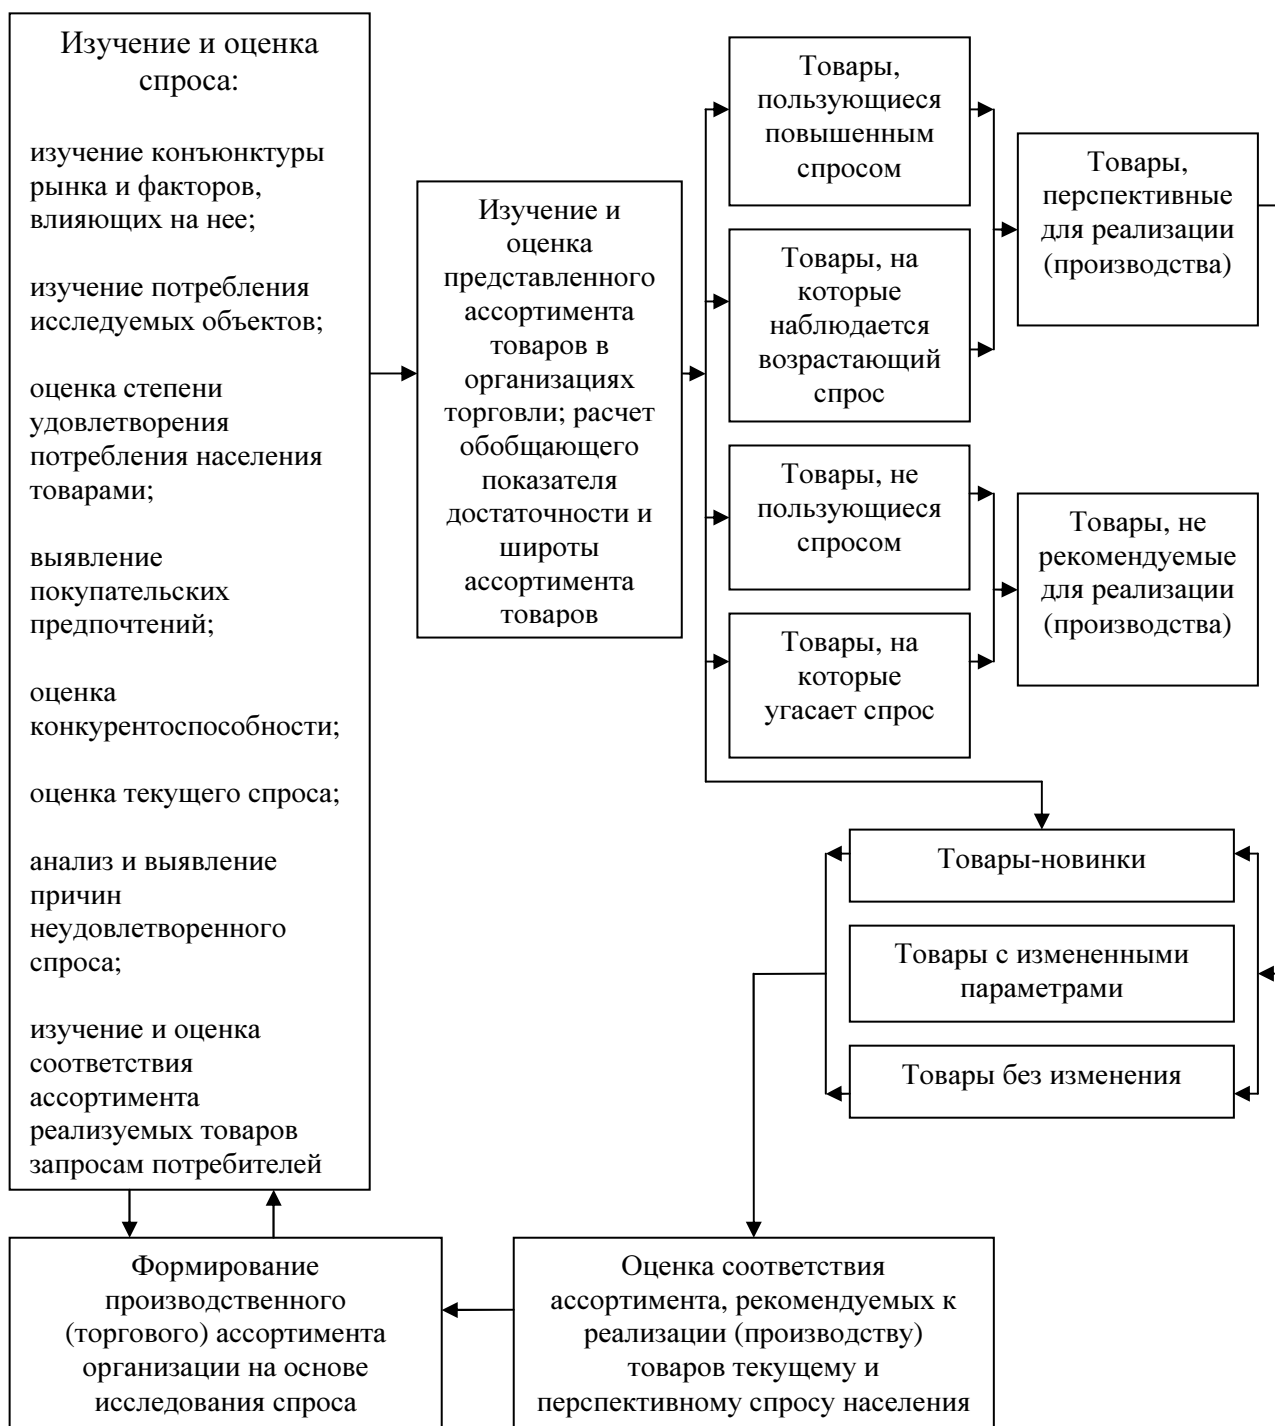 Изучение и оценка
спроса:
изучение конъюнктуры
рынка и факторов,
влияющих на нее;
изучение потребления
исследуемых объектов;
оценка степени
удовлетворения
потребления населения
товарами;
выявление
покупательских
предпочтений;
оценка
конкурентоспособности;
оценка текущего спроса;
анализ и выявление
причин
неудовлетворенного
спроса;
изучение и оценка
соответствия
ассортимента
реализуемых товаров
запросам потребителей
Изучение и
оценка
представленного
ассортимента
товаров в
организациях
торговли; расчет
обобщающего
показателя
достаточности и
широты
ассортимента
товаров
Товары,
пользующиеся
повышенным
спросом
Товары, на
которые
наблюдается
возрастающий
спрос
Товары, не
пользующиеся
спросом
Товары, на
которые
угасает спрос
Товары,
перспективные
для реализации
(производства)
Товары, не
рекомендуемые
для реализации
(производства)
Товары-новинки
Товары с измененными
параметрами
Товары без изменения
Оценка соответствия
ассортимента, рекомендуемых к
реализации (производству)
товаров текущему и
перспективному спросу населения
Формирование
производственного
(торгового) ассортимента
организации на основе
исследования спроса